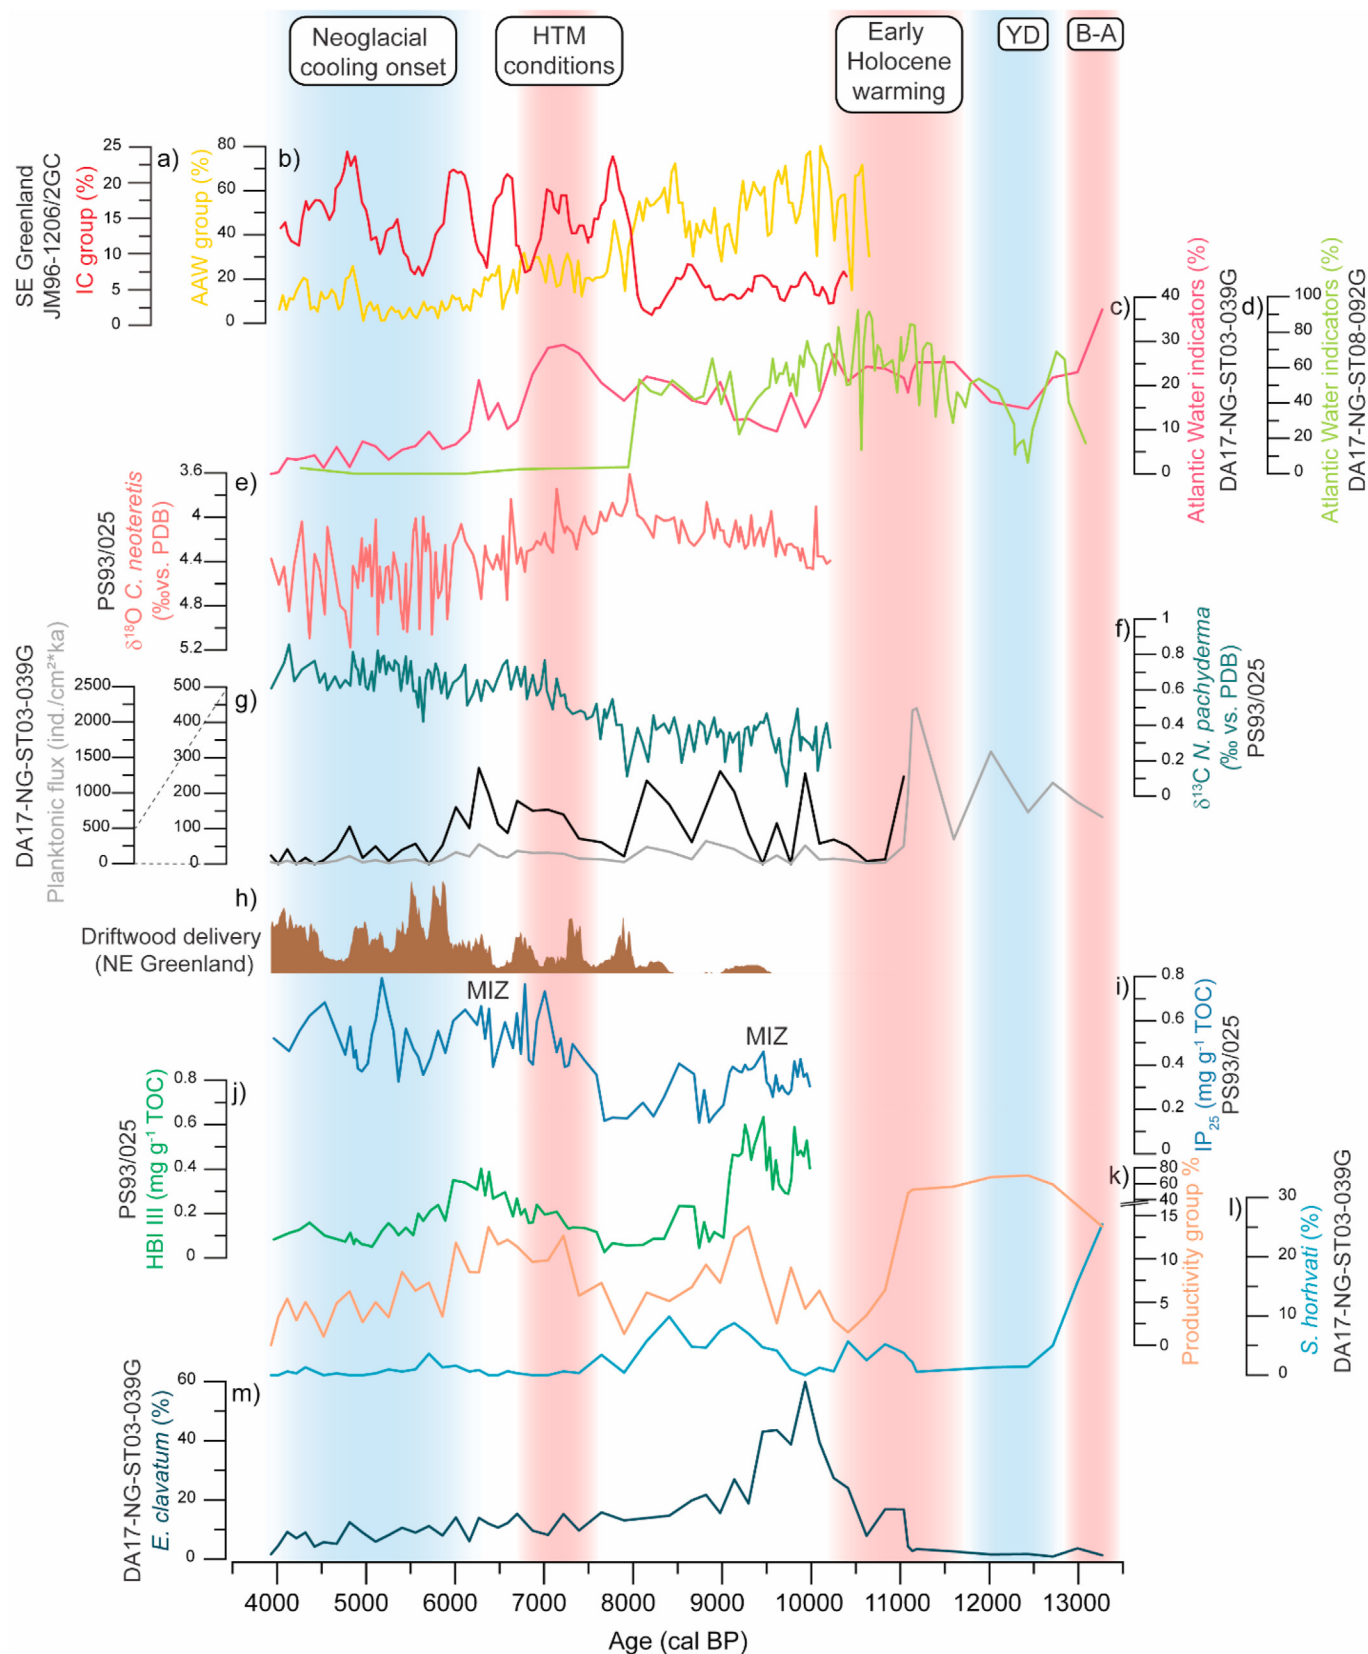 Neoglacial
cooling onset
HTM
conditions
Early
Holocene
warming
YD
B-A
SE Greenland
JM96-1206/2GC
IC group (%)
25
20
15
10
5
0
a)
AAW group (%)
80
60
40
20
0
b)
c)
40
30
20
10
0
Atlantic Water indicators (%)
DA17-NG-ST03-039G
d)
100
80
60
40
20
0
Atlantic Water indicators (%)
DA17-NG-ST08-092G
PS93/025
δ¹⁸O C. neoteretis
(‰vs. PDB)
3.6
4
4.4
4.8
5.2
e)
f)
1
0.8
0.6
0.4
0.2
0
δ¹³C N. pachyderma
(‰ vs. PDB)
PS93/025
DA17-NG-ST03-039G
Planktonic flux (ind./cm²*ka)
2500
2000
1500
1000
500
0
500
400
300
200
100
0
g)
h)
Driftwood delivery
(NE Greenland)
MIZ
MIZ
i)
0.8
0.6
0.4
0.2
0
IP₂₅ (mg g⁻¹ TOC)
PS93/025
PS93/025
HBI III (mg g⁻¹ TOC)
0.8
0.6
0.4
0.2
0
j)
k)
80
60
40
15
10
5
0
Productivity group %
l)
30
20
10
0
S. horhvati (%)
DA17-NG-ST03-039G
DA17-NG-ST03-039G
E. clavatum (%)
60
40
20
0
m)
4000 5000 6000 7000 8000 9000 10000 11000 12000 13000
Age (cal BP)